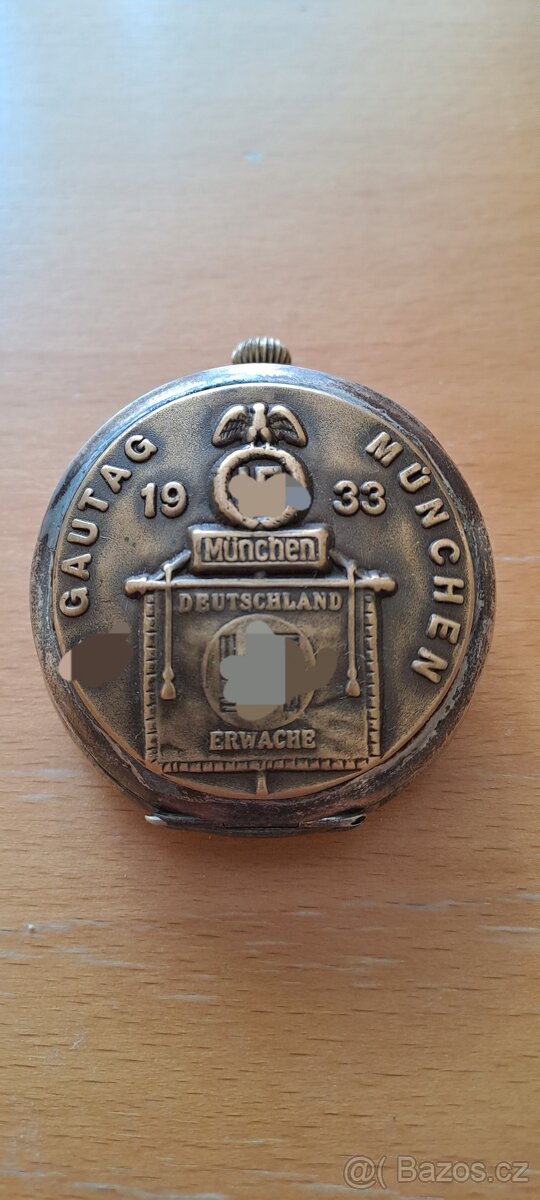 GAUTAG MÜNCHEN
19 33
München
DEUTSCHLAND
ERWACHE
@( Bazos.cz